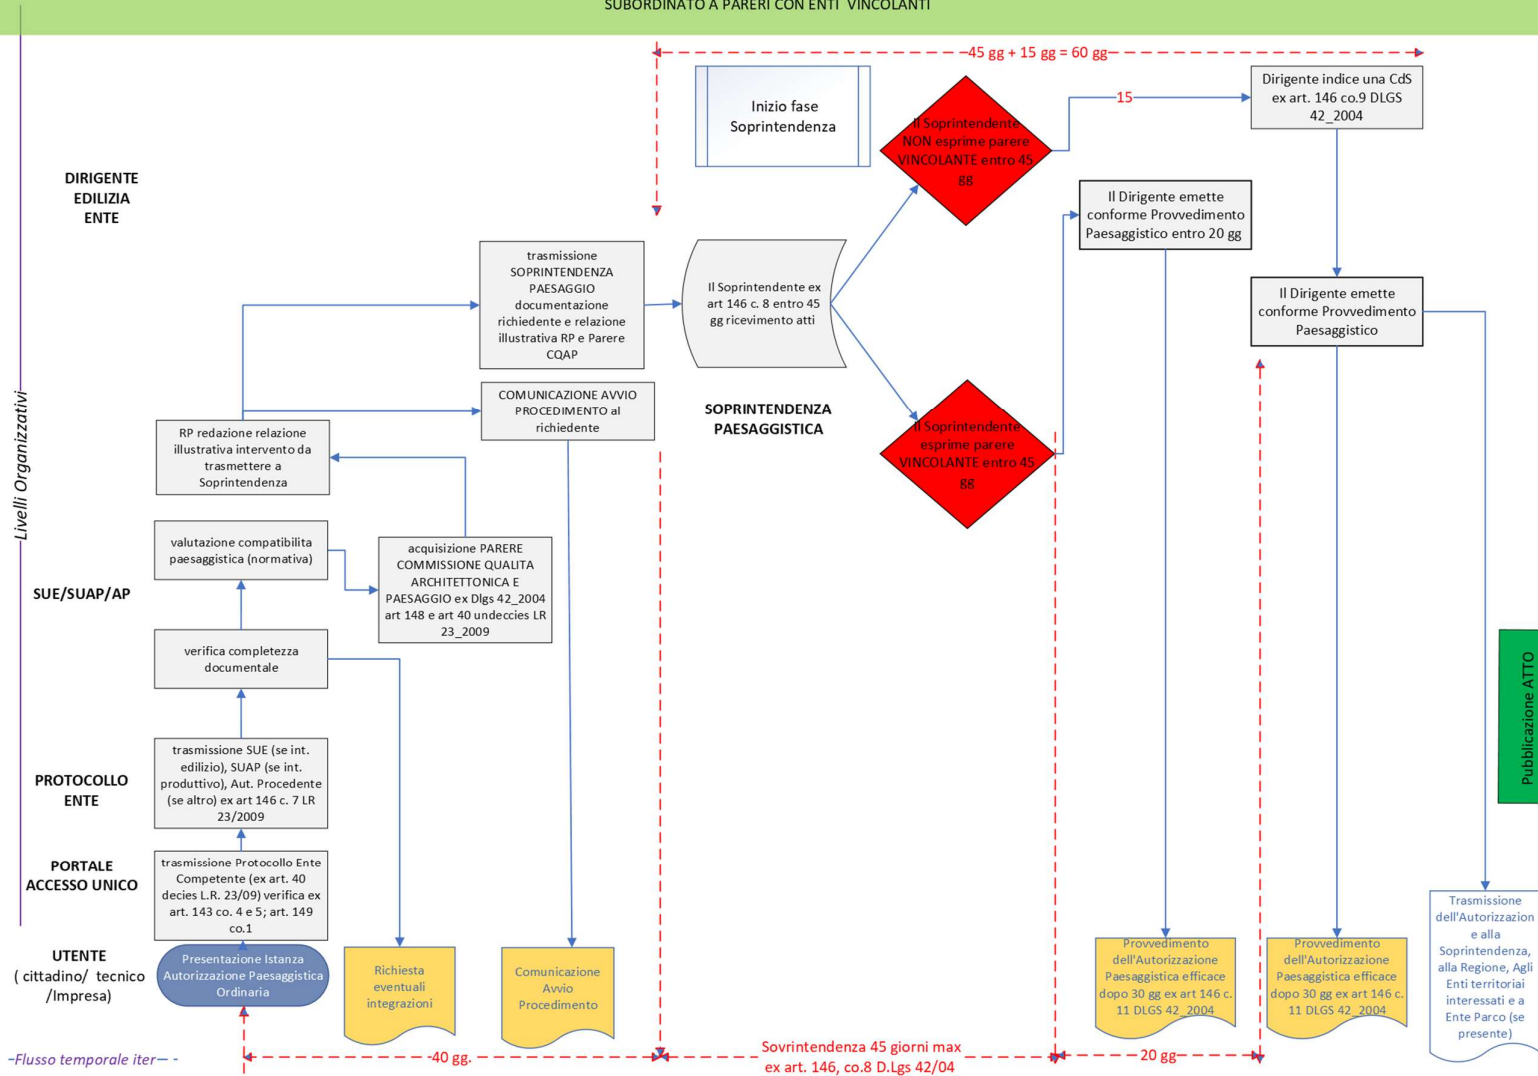 SUBORDINATO A PARERI CON ENTI VINCOLANTI
45 gg + 15 gg = 60 gg
Inizio fase
Soprintendenza
Il Soprintendente
NON esprime parere
VINCOLANTE entro 45
gg
15
Dirigente indice una CdS
ex art. 146 co.9 DLGS
42_2004
DIRIGENTE
EDILIZIA
ENTE
Il Dirigente emette
conforme Provvedimento
Paesaggistico entro 20 gg
trasmissione
SOPRINTENDENZA
PAESAGGIO
documentazione
richiedente e relazione
illustrativa RP e Parere
CQAP
Il Soprintendente ex
art 146 c. 8 entro 45
gg ricevimento atti
Il Dirigente emette
conforme Provvedimento
Paesaggistico
COMUNICAZIONE AVVIO
PROCEDIMENTO al
richiedente
SOPRINTENDENZA
PAESAGGISTICA
Il Soprintendente
esprime parere
VINCOLANTE entro 45
gg
Livelli Organizzativi
RP redazione relazione
illustrativa intervento da
trasmettere a
Soprintendenza
valutazione compatibilita
paesaggistica (normativa)
acquisizione PARERE
COMMISSIONE QUALITA
ARCHITETTONICA E
PAESAGGIO ex Dlgs 42_2004
art 148 e art 40 undeccies LR
23_2009
SUE/SUAP/AP
verifica completezza
documentale
Pubblicazione ATTO
PROTOCOLLO
ENTE
trasmissione SUE (se int.
edilizio), SUAP (se int.
produttivo), Aut. Procedente
(se altro) ex art 146 c. 7 LR
23/2009
PORTALE
ACCESSO UNICO
trasmissione Protocollo Ente
Competente (ex art. 40
decies L.R. 23/09) verifica ex
art. 143 co. 4 e 5; art. 149
co.1
UTENTE
( cittadino/ tecnico
/Impresa)
Presentazione Istanza
Autorizzazione Paesaggistica
Ordinaria
Richiesta
eventuali
integrazioni
Comunicazione
Avvio
Procedimento
Provvedimento
dell'Autorizzazione
Paesaggistica efficace
dopo 30 gg ex art 146 c.
11 DLGS 42_2004
Provvedimento
dell'Autorizzazione
Paesaggistica efficace
dopo 30 gg ex art 146 c.
11 DLGS 42_2004
Trasmissione
dell'Autorizzazion
e alla
Soprintendenza,
alla Regione, Agli
Enti territoriai
interessati e a
Ente Parco (se
presente)
Flusso temporale iter
40 gg.
Sovrintendenza 45 giorni max
ex art. 146, co.8 D.Lgs 42/04
20 gg